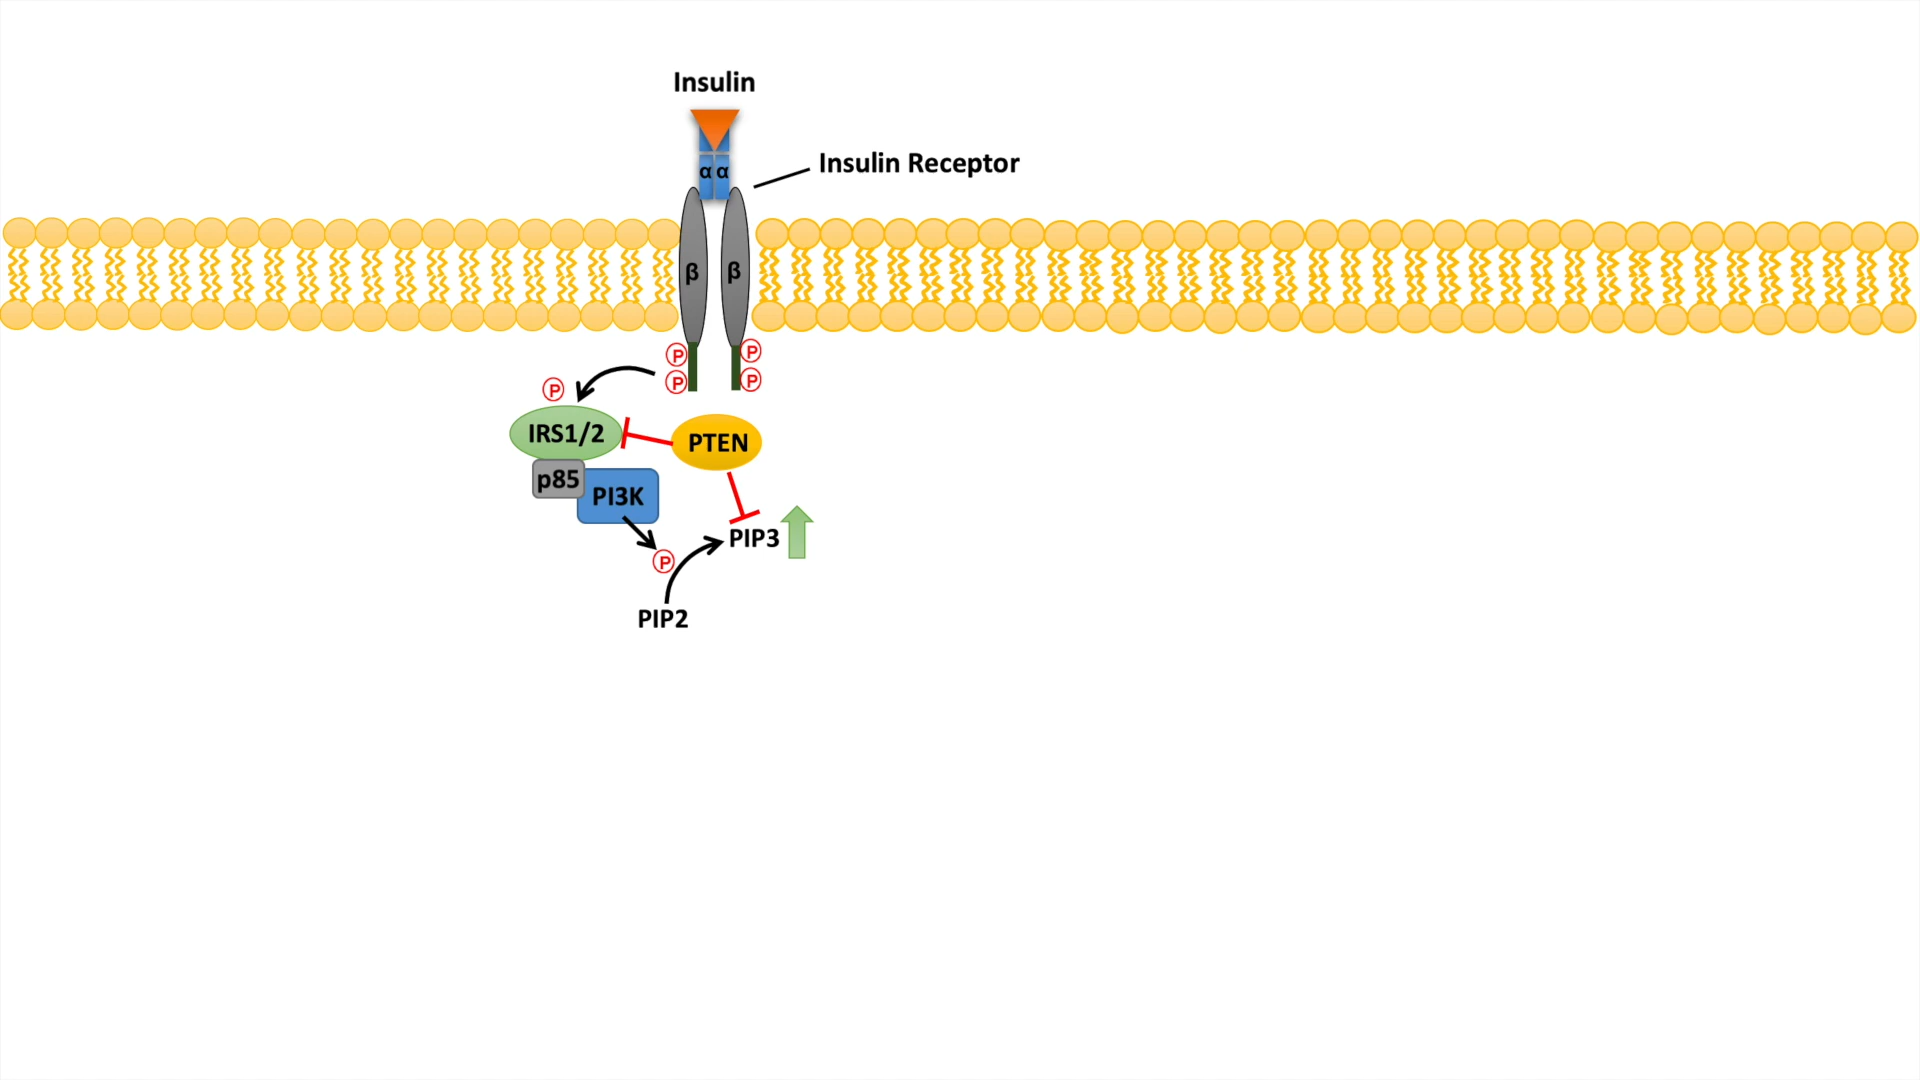 Insulin
Insulin Receptor
α α
β β
P P
P P
P
IRS1/2
PTEN
p85
PI3K
PIP3
P
PIP2